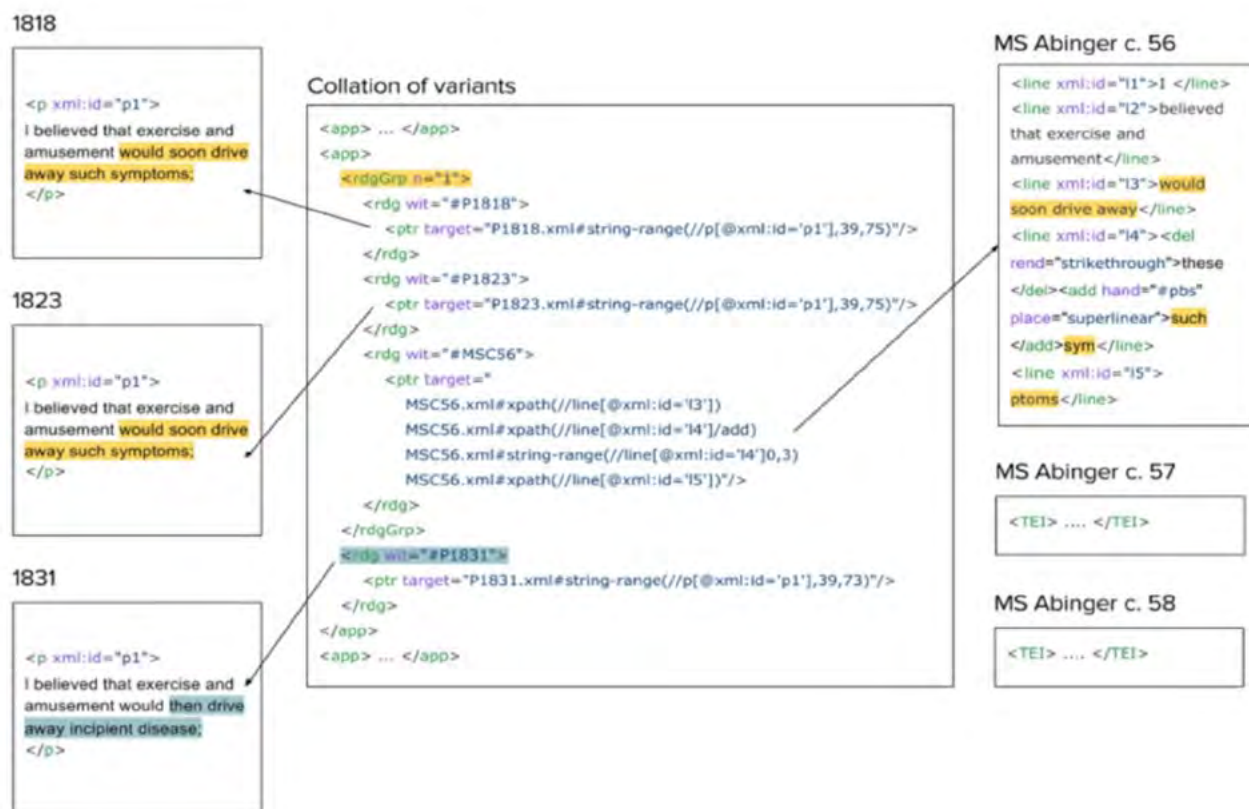 1818
<p xml:id="p1">
I believed that exercise and
amusement would soon drive
away such symptoms;
</p>
1823
<p xml:id="p1">
I believed that exercise and
amusement would soon drive
away such symptoms;
</p>
1831
<p xml:id="p1">
I believed that exercise and
amusement would then drive
away incipient disease;
</p>
Collation of variants
<app> ... </app>
<app>
<rdgGrp n="1">
<rdg wit="#P1818">
<ptr target="P1818.xml#string-range(//p[@xml:id='p1'],39,75)"/>
</rdg>
<rdg wit="#P1823">
<ptr target="P1823.xml#string-range(//p[@xml:id='p1'],39,75)"/>
</rdg>
<rdg wit="#MSC56">
<ptr target="
MSC56.xml#xpath(//line[@xml:id='l3'])
MSC56.xml#xpath(//line[@xml:id='l4']/add)
MSC56.xml#string-range(//line[@xml:id='l4']0,3)
MSC56.xml#xpath(//line[@xml:id='l5'])"/>
</rdg>
</rdgGrp>
<rdg wit="#P1831">
<ptr target="P1831.xml#string-range(//p[@xml:id='p1'],39,73)"/>
</rdg>
</app>
<app> ... </app>
MS Abinger c. 56
<line xml:id="l1">I </line>
<line xml:id="l2">believed
that exercise and
amusement</line>
<line xml:id="l3">would
soon drive away</line>
<line xml:id="l4"><del
rend="strikethrough">these
</del><add hand="#pbs"
place="superlinear">such
</add>sym</line>
<line xml:id="l5">
ptoms</line>
MS Abinger c. 57
<TEI> .... </TEI>
MS Abinger c. 58
<TEI> .... </TEI>